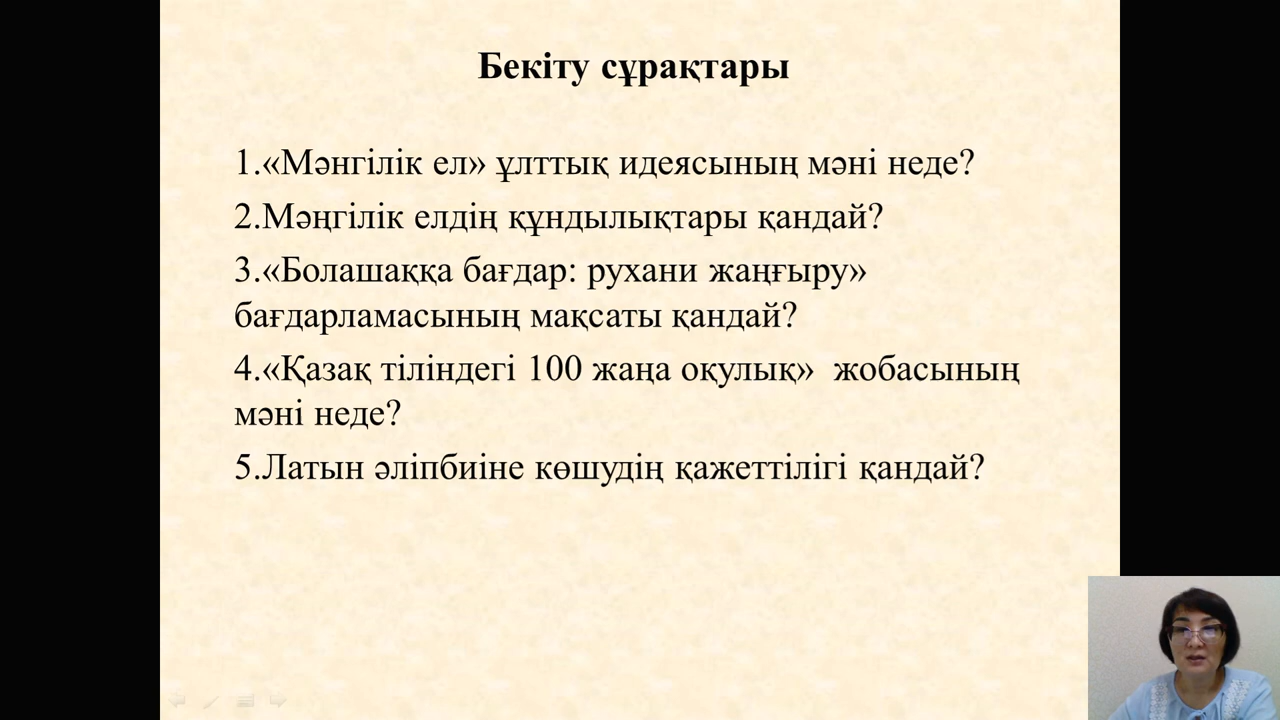 Бекіту сұрақтары
1.«Мәнгілік ел» ұлттық идеясының мәні неде?
2.Мәңгілік елдің құндылықтары қандай?
3.«Болашаққа бағдар: рухани жаңғыру»
бағдарламасының мақсаты қандай?
4.«Қазақ тіліндегі 100 жаңа оқулық»  жобасының
мәні неде?
5.Латын әліпбиіне көшудің қажеттілігі қандай?